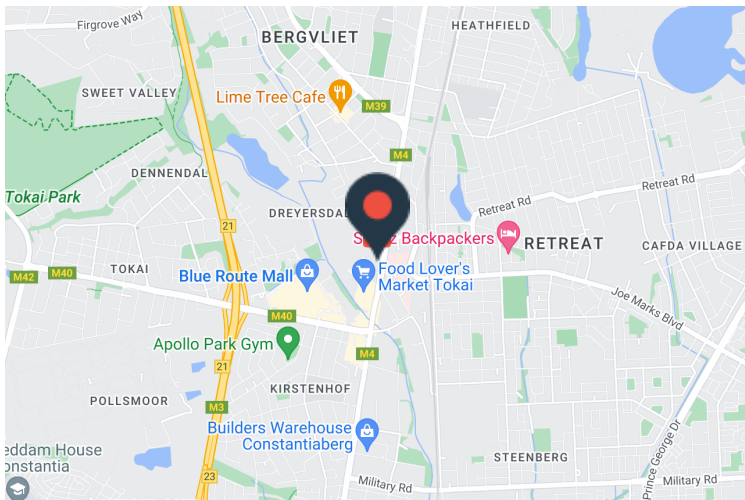 Firgrove Way
HEATHFIELD
BERGVLIET
SWEET VALLEY
Lime Tree Cafe
M39
M4
DENNENDAL
Tokai Park
Retreat Rd
Retreat Rd
DREYERSDAL
21
Backpackers
RETREAT
CAFDA VILLAGE
TOKAI
M42
M40
Blue Route Mall
Food Lover's
Market Tokai
Joe Marks Blvd
M40
Apollo Park Gym
M4
21
KIRSTENHOF
POLLSMOOR
M3
Builders Warehouse
Constantiaberg
Prince George Dr
eddam House
onstantia
STEENBERG
23
Military Rd
Military Rd